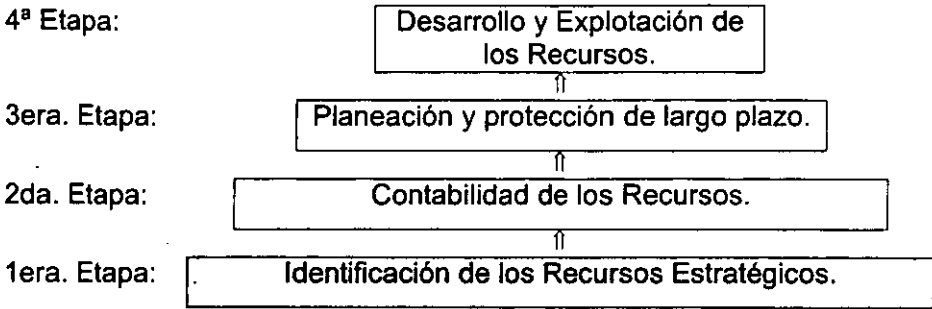 4ª Etapa:
Desarrollo y Explotación de
los Recursos.
⇑
3era. Etapa:
Planeación y protección de largo plazo.
⇑
2da. Etapa:
Contabilidad de los Recursos.
⇑
1era. Etapa:
Identificación de los Recursos Estratégicos.